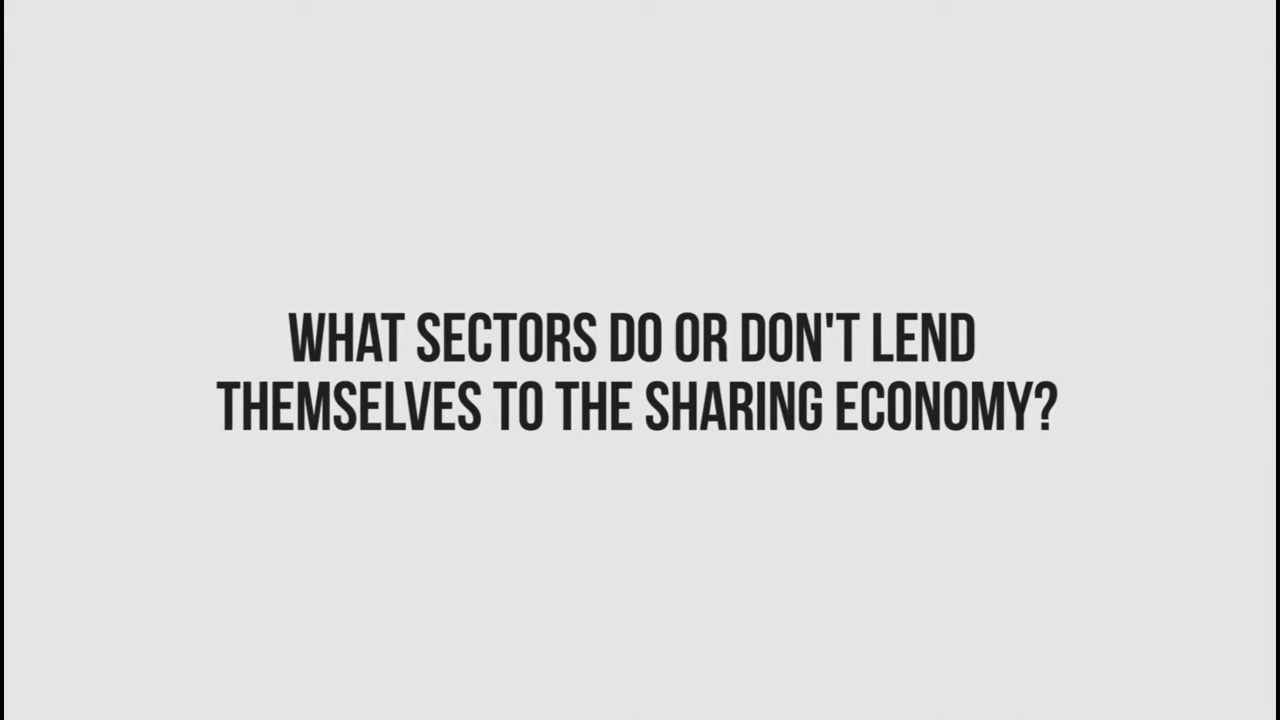 WHAT SECTORS DO OR DON'T LEND
THEMSELVES TO THE SHARING ECONOMY?